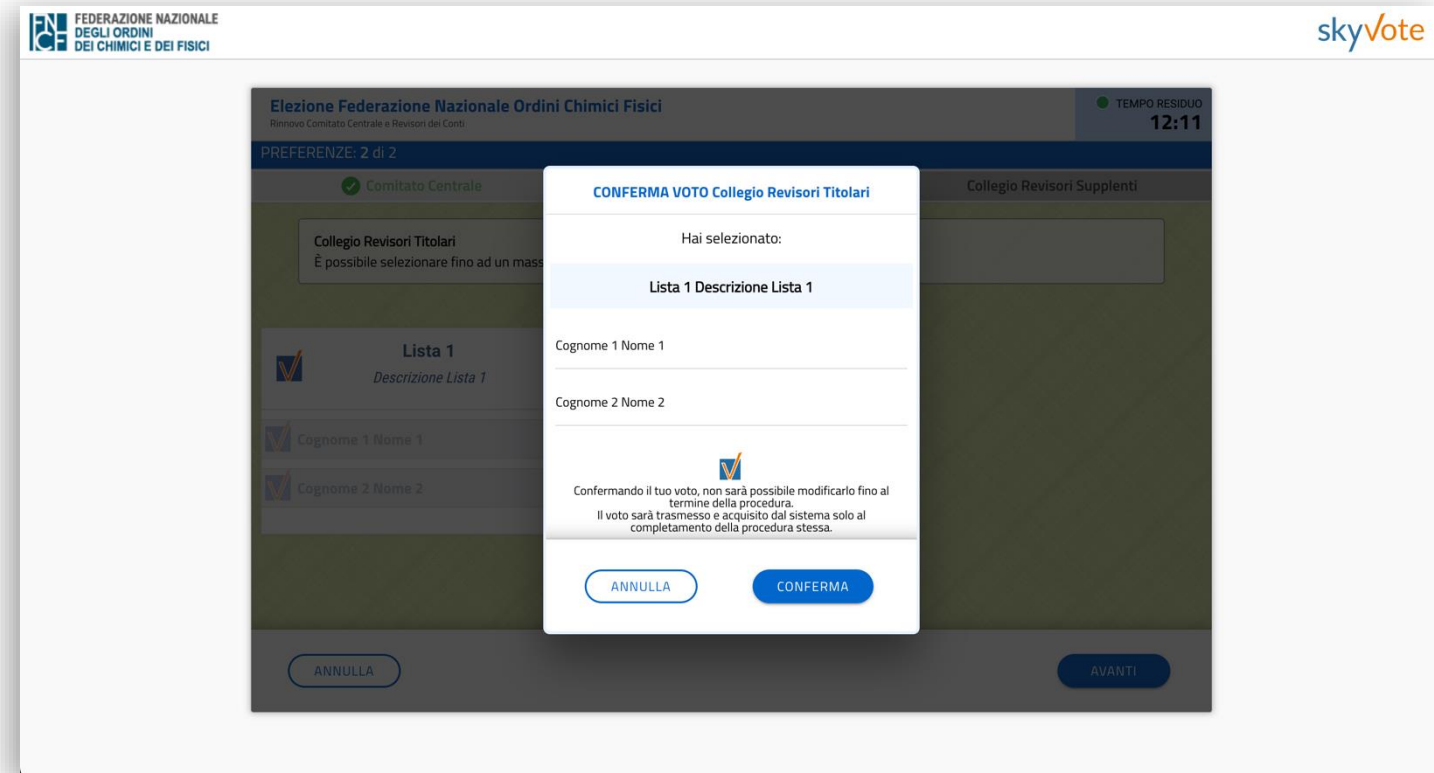 FEDERAZIONE NAZIONALE
DEGLI ORDINI
DEI CHIMICI E DEI FISICI
skyvote
Elezione Federazione Nazionale Ordini Chimici Fisici
Rinnovo Comitato Centrale e Revisori dei Conti
TEMPO RESIDUO
12:11
PREFERENZE: 2 di 2
Comitato Centrale
Collegio Revisori Supplenti
Collegio Revisori Titolari
È possibile selezionare fino ad un mass
Lista 1
Descrizione Lista 1
Cognome 1 Nome 1
Cognome 2 Nome 2
CONFERMA VOTO Collegio Revisori Titolari
Hai selezionato:
Lista 1 Descrizione Lista 1
Cognome 1 Nome 1
Cognome 2 Nome 2
Confermando il tuo voto, non sarà possibile modificarlo fino al
termine della procedura.
Il voto sarà trasmesso e acquisito dal sistema solo al
completamento della procedura stessa.
ANNULLA
CONFERMA
ANNULLA
AVANTI